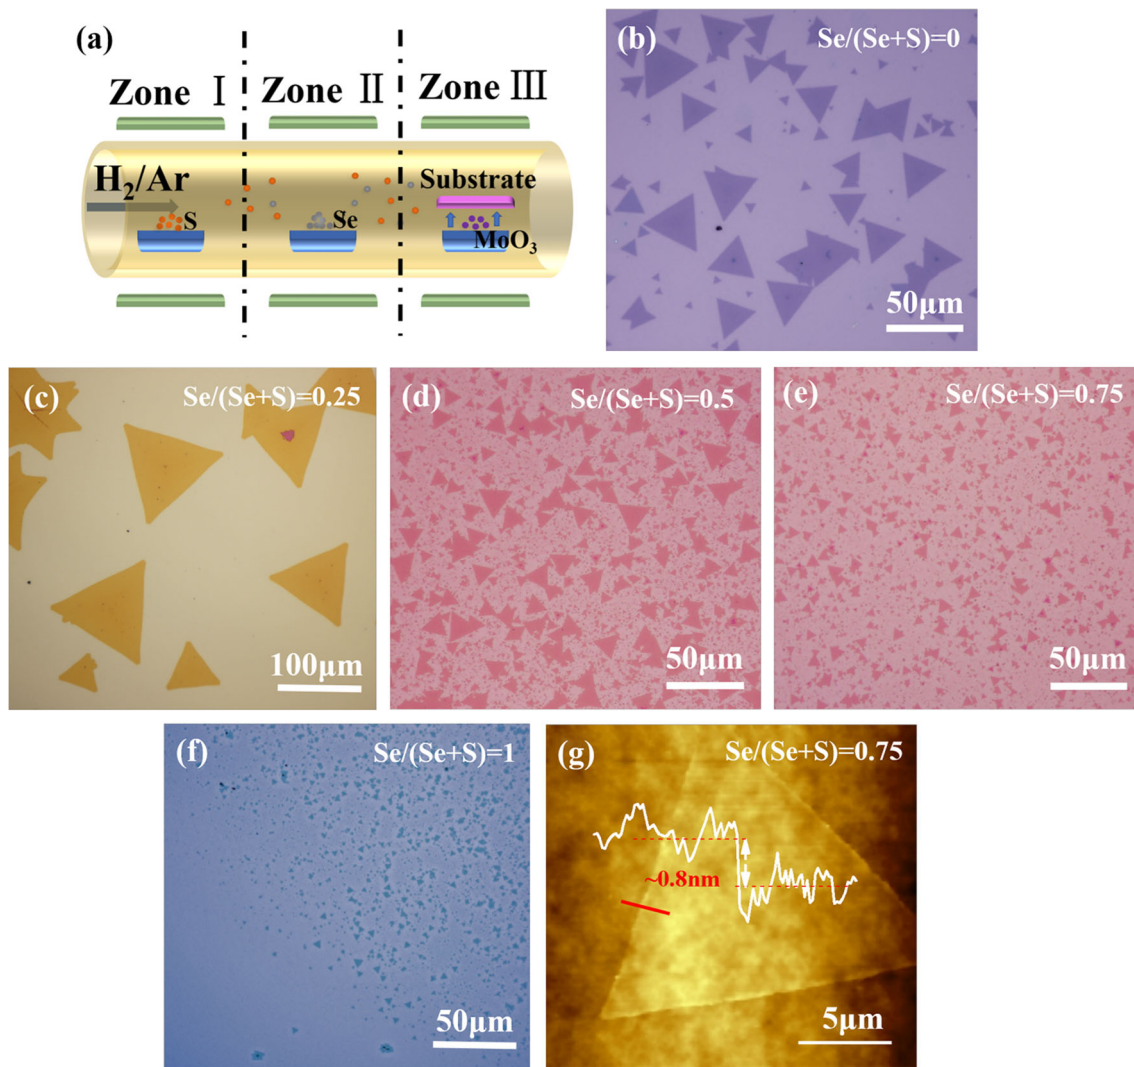 (a)
Zone Ⅰ Zone Ⅱ Zone Ⅲ
H₂/Ar
S
Se
Substrate
MoO₃
(b) Se/(Se+S)=0
50μm
(c) Se/(Se+S)=0.25
100μm
(d) Se/(Se+S)=0.5
50μm
(e) Se/(Se+S)=0.75
50μm
(f) Se/(Se+S)=1
50μm
(g) Se/(Se+S)=0.75
~0.8nm
5μm